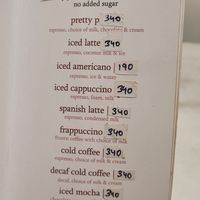 no added sugar
pretty p 340
espresso, choice of milk, chocolate & cream
iced latte 340
espresso, coconut milk & ice
iced americano | 190
espresso, ice & water
iced cappuccino 340
espresso, foam, milk
spanish latte | 340
espresso, condensed milk
frappuccino 340
frozen coffee with choice of milk
cold coffee | 340
espresso, choice of milk & cream
decaf cold coffee | 340
decaf, choice of milk & cream
iced mocha 340